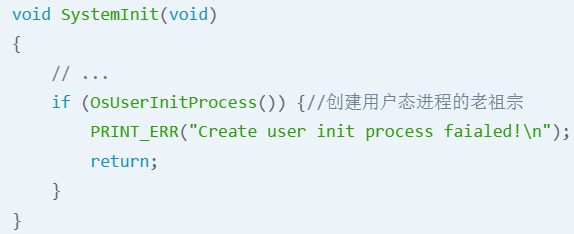 void SystemInit(void)
{
    // ...
    if (OsUserInitProcess()) {//创建用户态进程的老祖宗
        PRINT_ERR("Create user init process faialed!\n");
        return;
    }
}